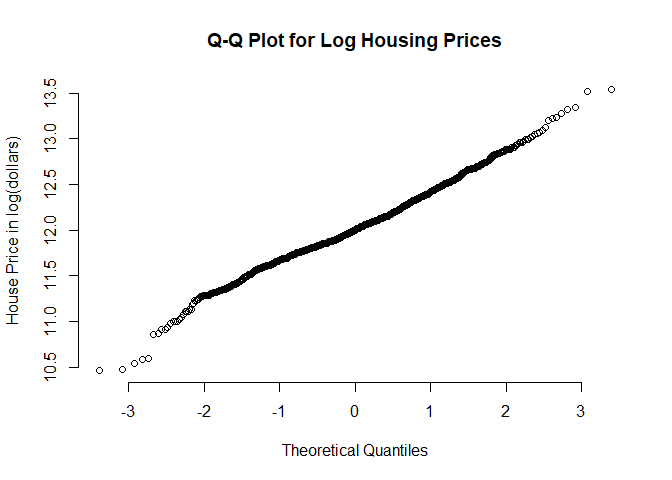 Q-Q Plot for Log Housing Prices
House Price in log(dollars)
13.5
13.0
12.5
12.0
11.5
11.0
10.5
-3 -2 -1 0 1 2 3
Theoretical Quantiles